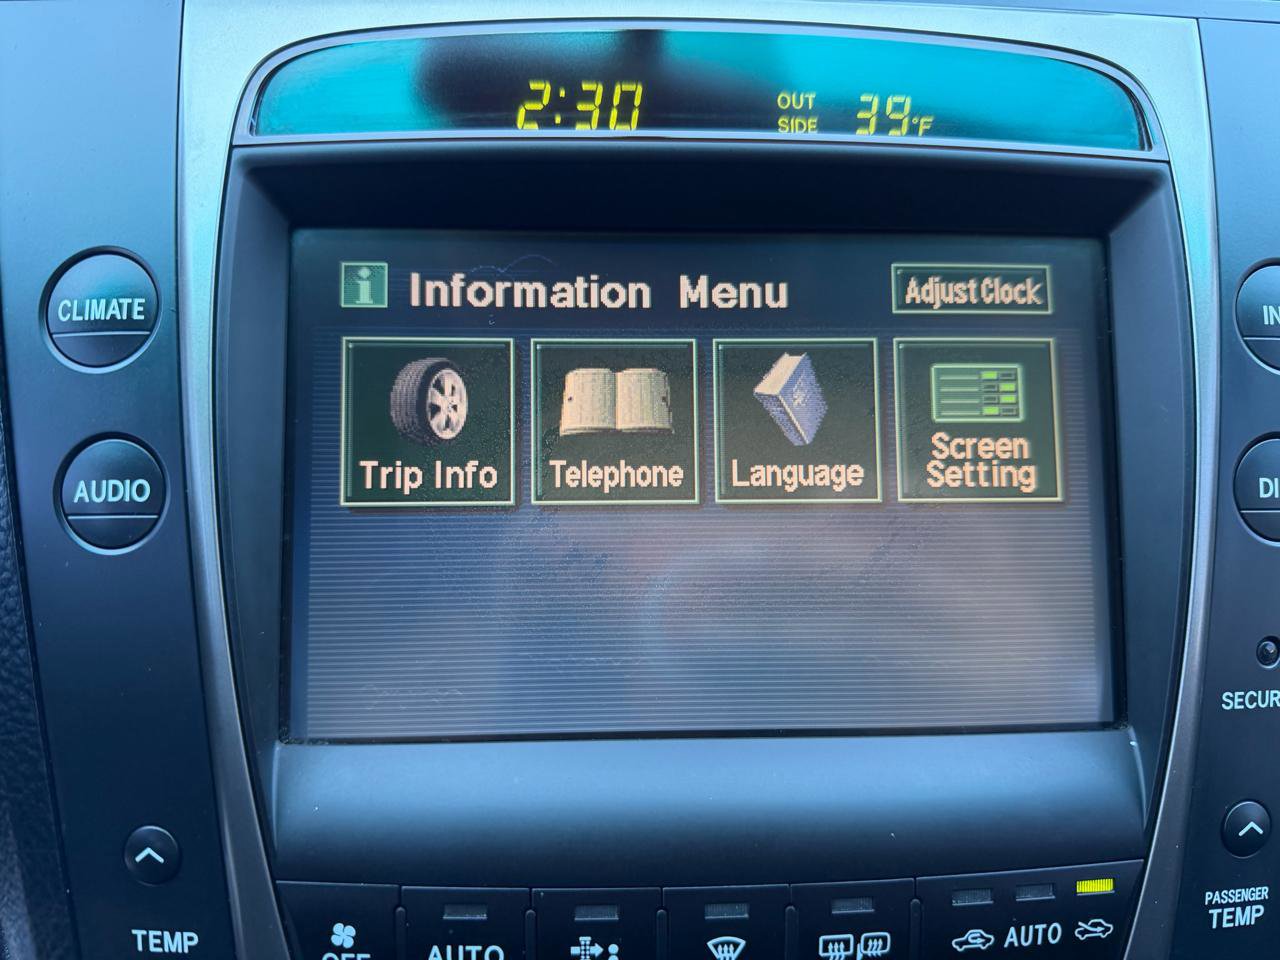 2:30 OUT SIDE 39°F
i Information Menu Adjust Clock
CLIMATE
AUDIO
Trip Info Telephone Language Screen Setting
TEMP
OFF
AUTO
AUTO
PASSENGER
TEMP